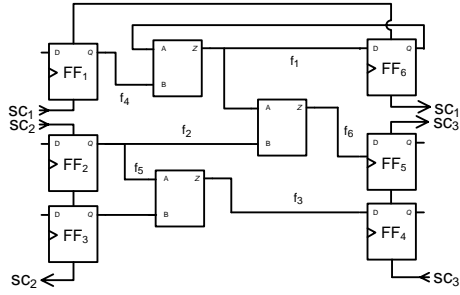 D Q
FF1
A Z
B
f1
D Q
FF6
f4
SC1
SC2
SC1
SC3
A Z
B
f2
f6
D Q
FF2
D Q
FF5
f5
A Z
B
f3
D Q
FF3
D Q
FF4
SC2
SC3